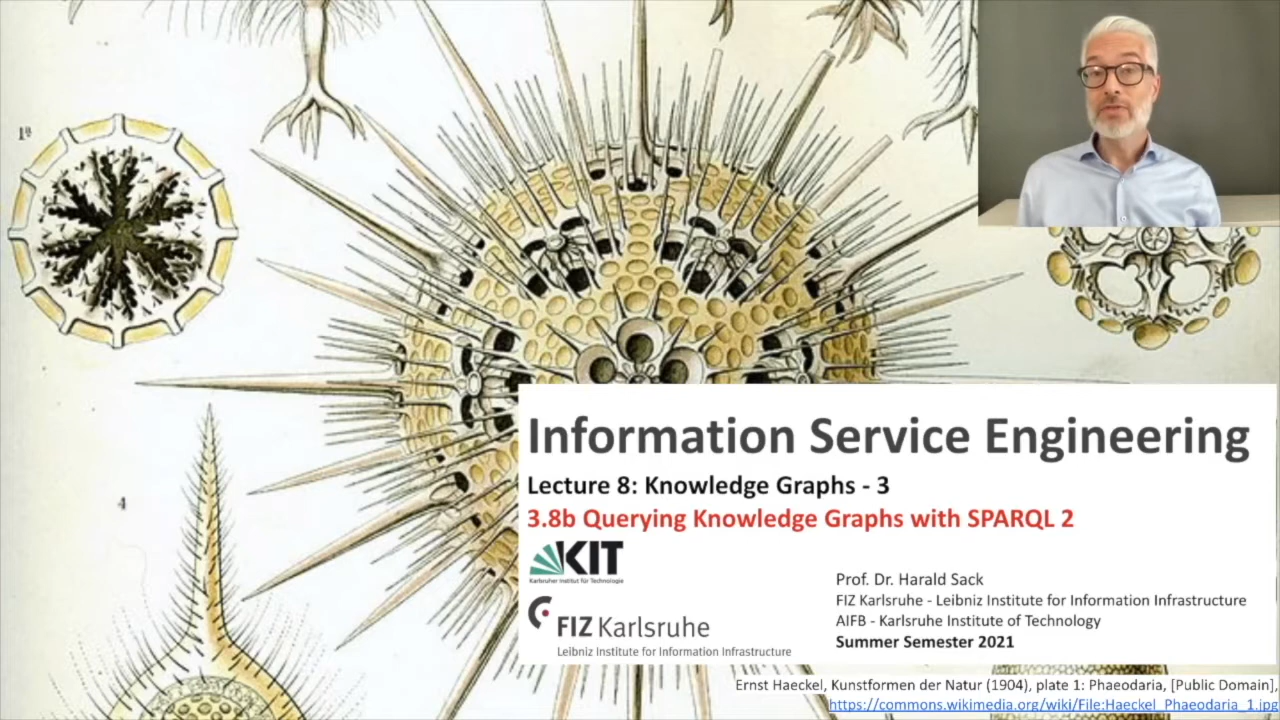 1a
4
Information Service Engineering
Lecture 8: Knowledge Graphs - 3
3.8b Querying Knowledge Graphs with SPARQL 2
KIT
Karlsruher Institut für Technologie
FIZ Karlsruhe
Leibniz Institute for Information Infrastructure
Prof. Dr. Harald Sack
FIZ Karlsruhe - Leibniz Institute for Information Infrastructure
AIFB - Karlsruhe Institute of Technology
Summer Semester 2021
Ernst Haeckel, Kunstformen der Natur (1904), plate 1: Phaeodaria, [Public Domain],
https://commons.wikimedia.org/wiki/File:Haeckel_Phaeodaria_1.jpg